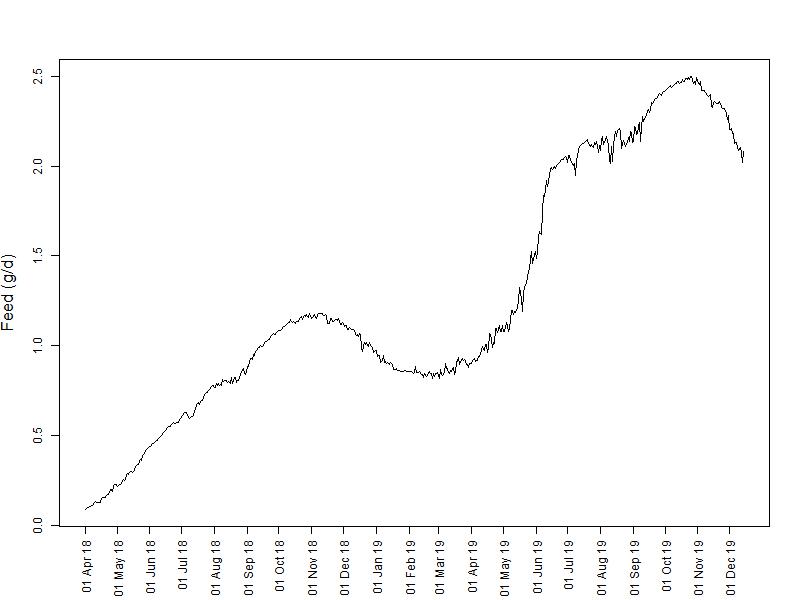 2.5
2.0
1.5
1.0
0.5
0.0
Feed (g/d)
01 Apr 18
01 May 18
01 Jun 18
01 Jul 18
01 Aug 18
01 Sep 18
01 Oct 18
01 Nov 18
01 Dec 18
01 Jan 19
01 Feb 19
01 Mar 19
01 Apr 19
01 May 19
01 Jun 19
01 Jul 19
01 Aug 19
01 Sep 19
01 Oct 19
01 Nov 19
01 Dec 19